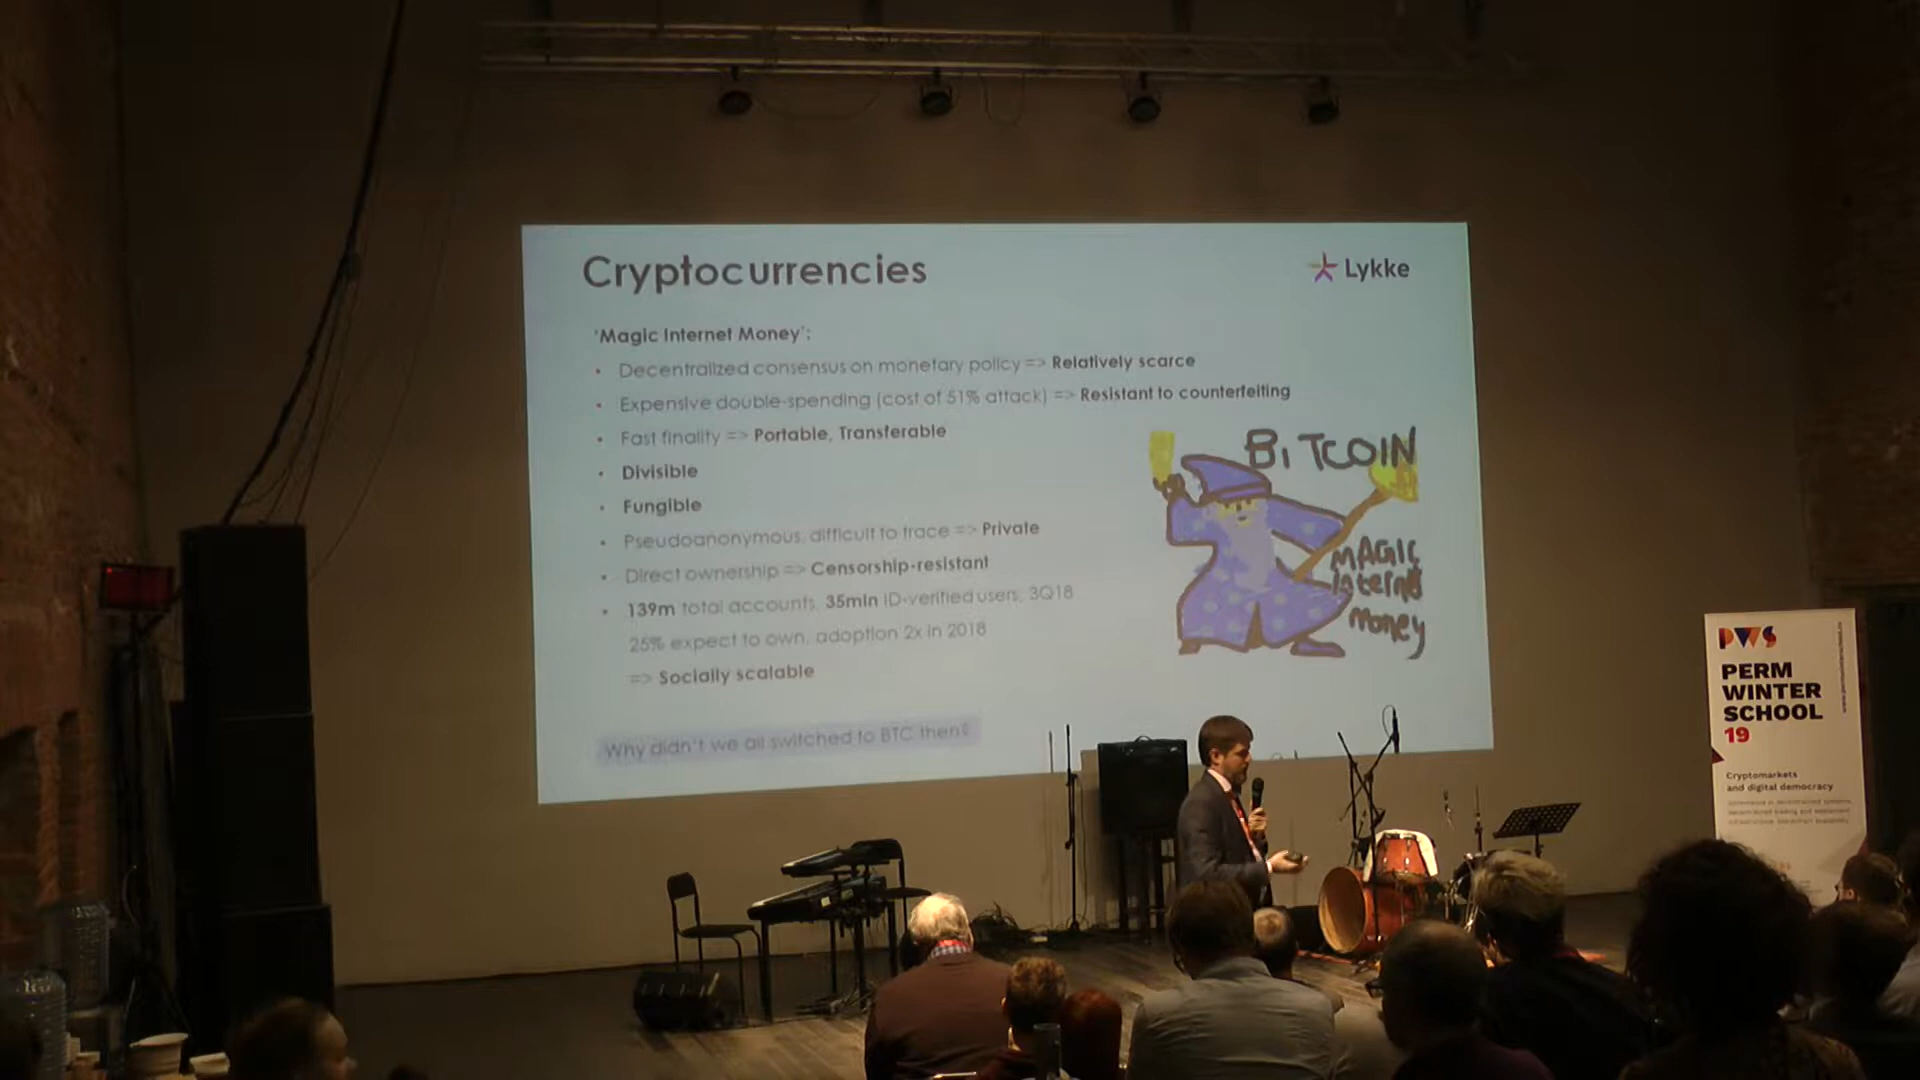 Cryptocurrencies
Lykke
'Magic Internet Money':
• Decentralized consensus on monetary policy => Relatively scarce
• Expensive double-spending (cost of 51% attack) => Resistant to counterfeiting
• Fast finality => Portable, Transferable
• Divisible
• Fungible
• Pseudoanonymous, difficult to trace => Private
• Direct ownership => Censorship-resistant
• 139m total accounts, 35mln ID-verified users, 3Q18
25% expect to own, adoption 2x in 2018
=> Socially scalable
Why didn't we all switched to BTC then?
BiTCOIN
MAGIC
internet
Money
PWS
PERM
WINTER
SCHOOL
19
Cryptomarkets
and digital democracy